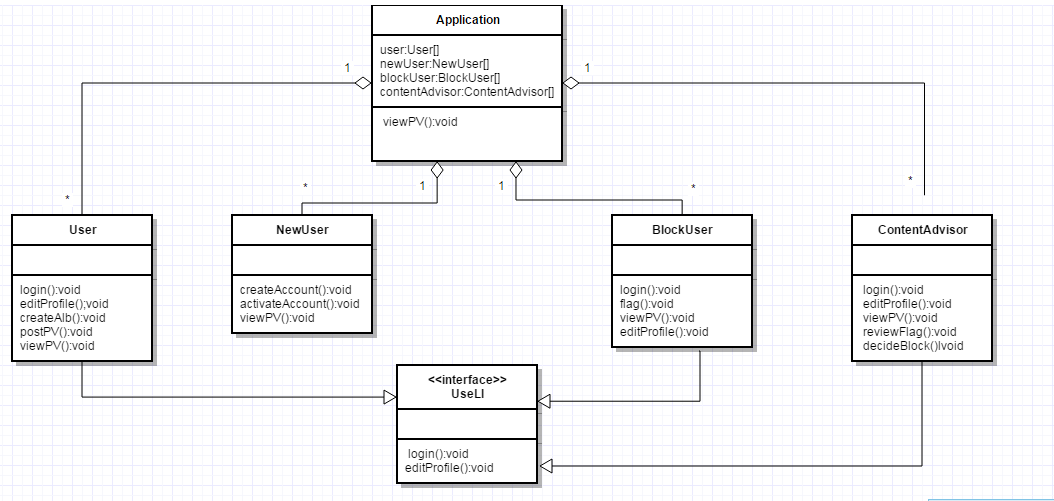 Application
user:User[]
newUser:NewUser[]
blockUser:BlockUser[]
contentAdvisor:ContentAdvisor[]
viewPV():void
1
1
1
1
*
*
*
*
User
login():void
editProfile();void
createAlb():void
postPV():void
viewPV():void
NewUser
createAccount():void
activateAccount():void
viewPV():void
BlockUser
login():void
flag():void
viewPV():void
editProfile():void
ContentAdvisor
login():void
editProfile():void
viewPV():void
reviewFlag():void
decideBlock()lvoid
<<interface>>
UseLI
login():void
editProfile():void